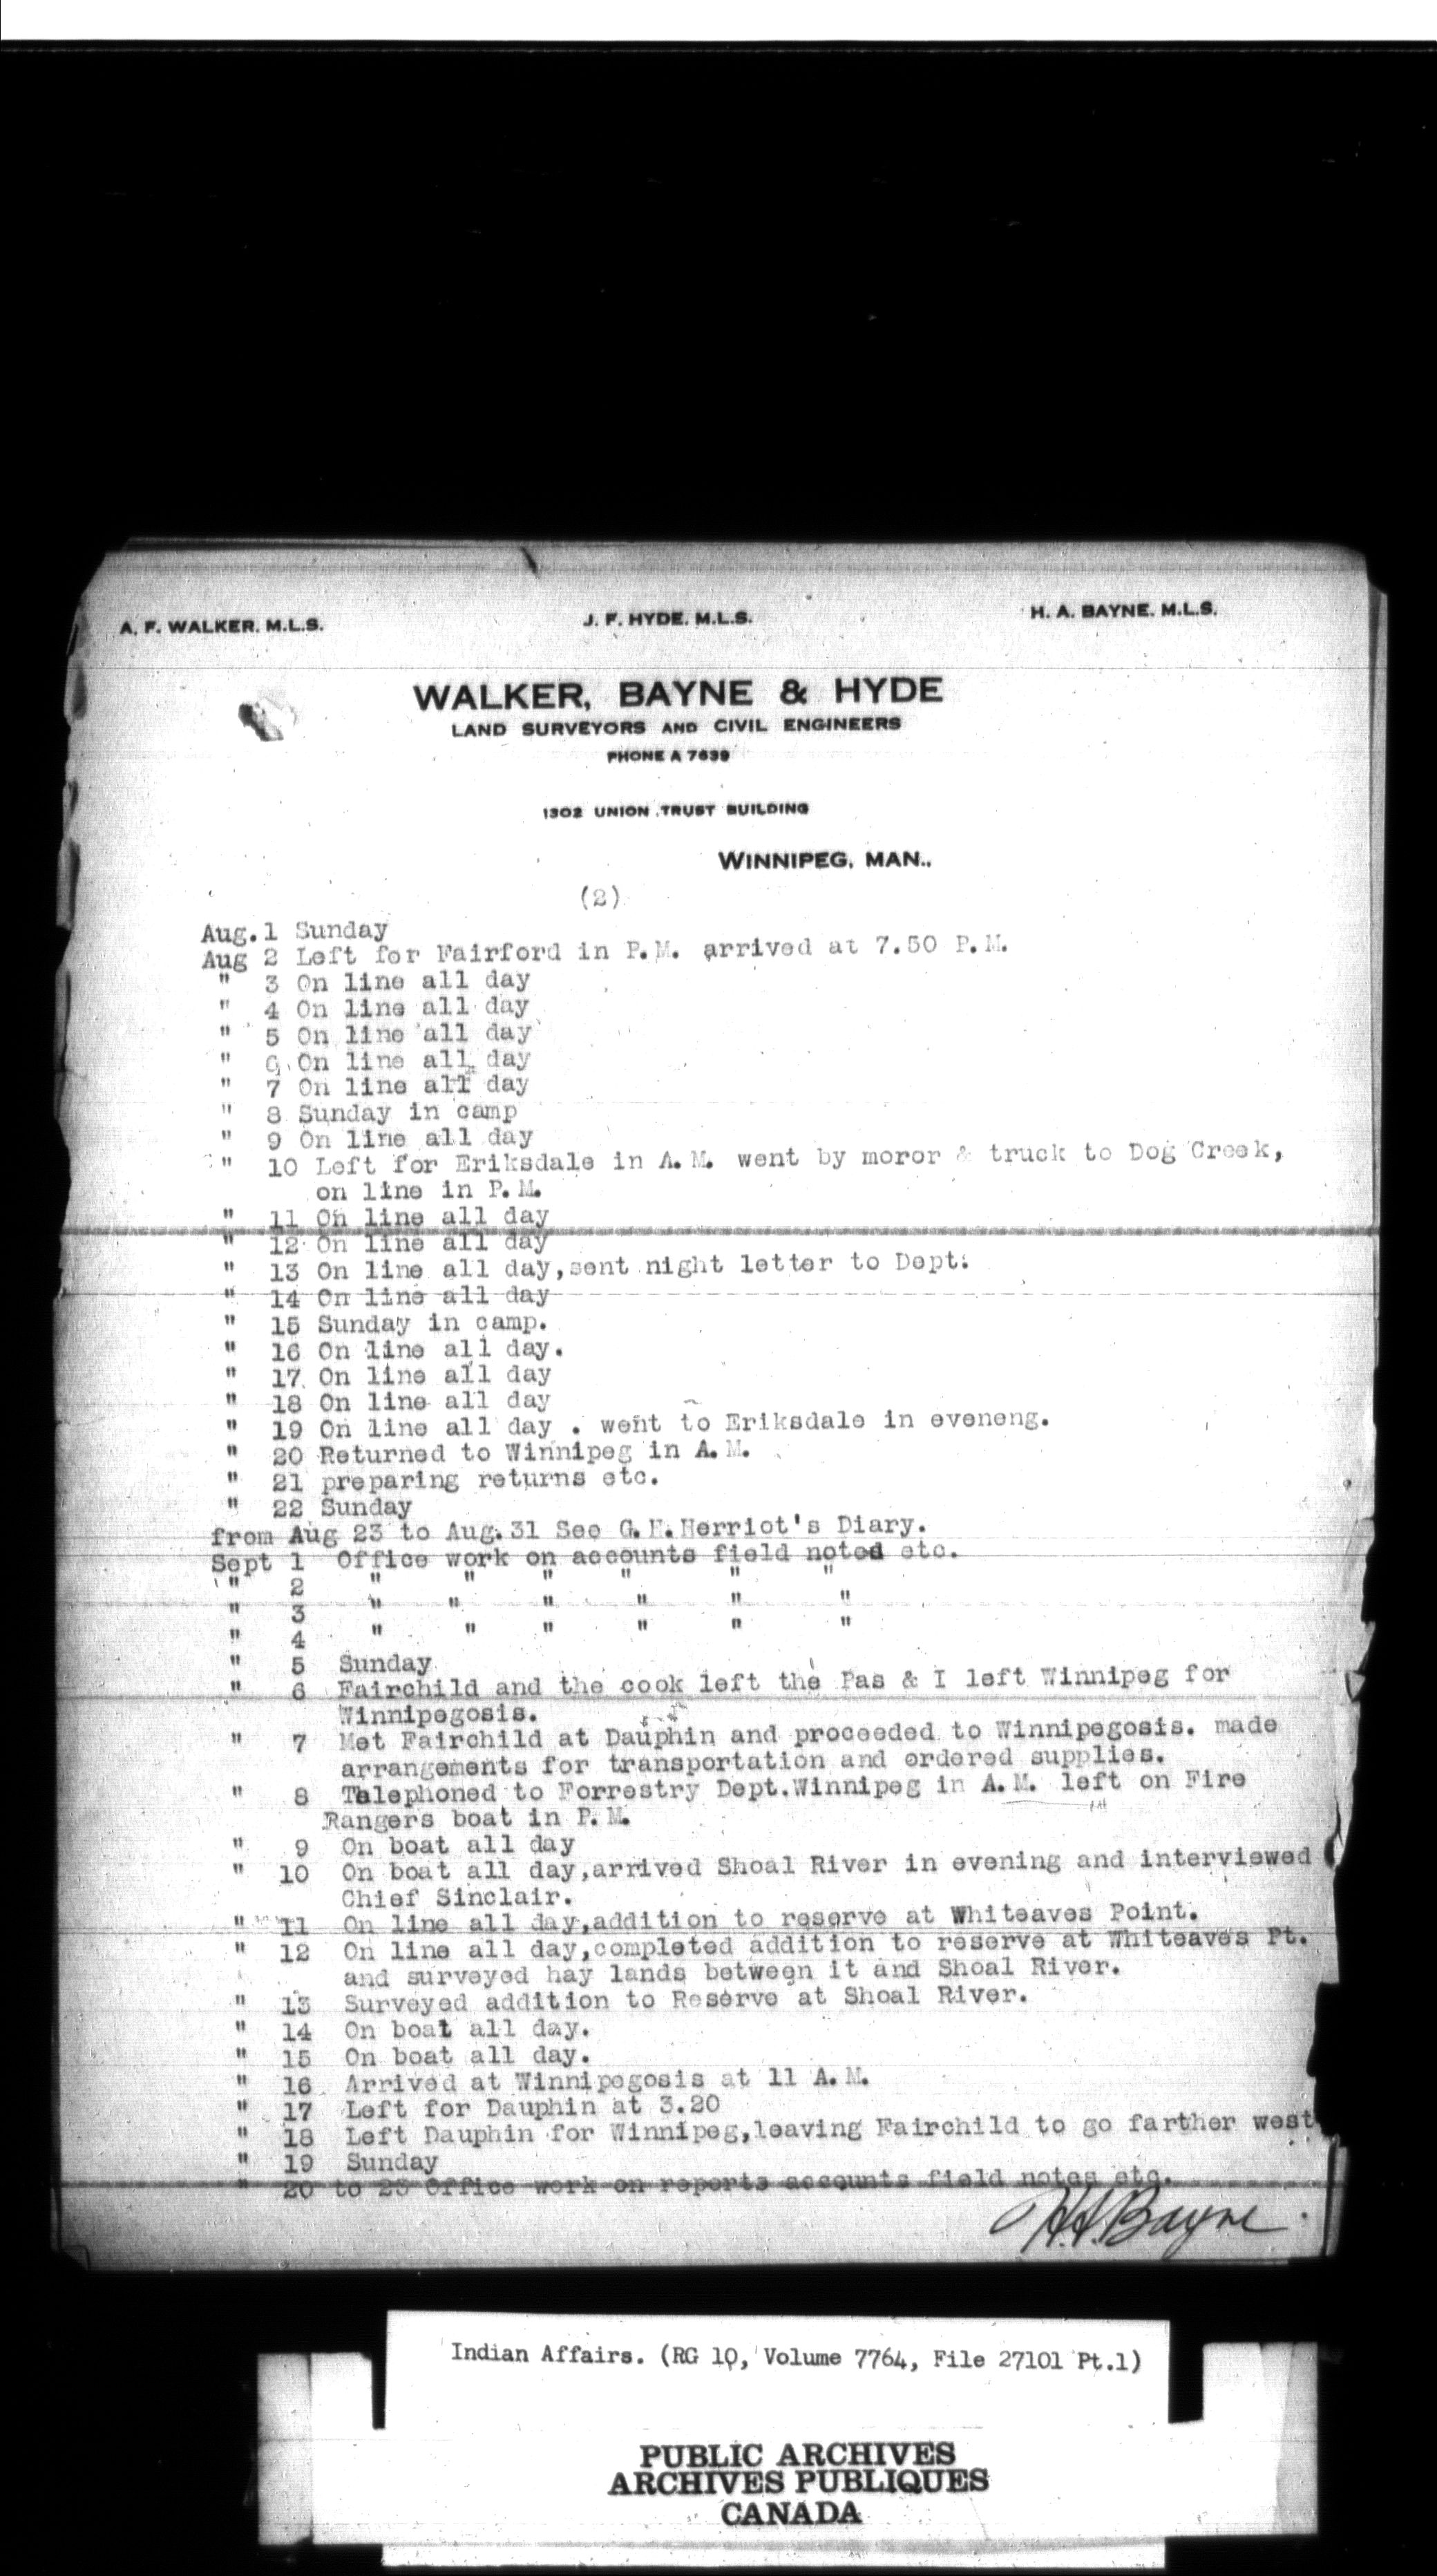 A. F. WALKER. M.L.S. J. F. HYDE. M.L.S. H. A. BAYNE. M.L.S.
WALKER, BAYNE & HYDE
LAND SURVEYORS AND CIVIL ENGINEERS
PHONE A 7639
1302 UNION TRUST BUILDING
WINNIPEG, MAN.,
(2)
Aug.1 Sunday
Aug 2 Left for Fairford in P.M. arrived at 7.50 P.M.
" 3 On line all day
" 4 On line all day
" 5 On line all day
" 6 On line all day
" 7 On line all day
" 8 Sunday in camp
" 9 On line all day
" 10 Left for Eriksdale in A.M. went by moror & truck to Dog Creek,
on line in P.M.
" 11 On line all day
" 12 On line all day
" 13 On line all day,sent night letter to Dept.
" 14 On line all day
" 15 Sunday in camp.
" 16 On line all day.
" 17 On line all day
" 18 On line all day
" 19 On line all day . went to Eriksdale in eveneng.
" 20 Returned to Winnipeg in A.M.
" 21 preparing returns etc.
" 22 Sunday
from Aug 23 to Aug.31 See G.H.Herriot's Diary.
Sept 1 Office work on accounts field noted etc.
" 2 " " " " " "
" 3 " " " " " "
" 4 " " " " " "
" 5 Sunday
" 6 Fairchild and the cook left the Pas & I left Winnipeg for
Winnipegosis.
" 7 Met Fairchild at Dauphin and proceeded to Winnipegosis. made
arrangements for transportation and ordered supplies.
" 8 Telephoned to Forrestry Dept.Winnipeg in A.M. left on Fire
Rangers boat in P.M.
" 9 On boat all day
" 10 On boat all day,arrived Shoal River in evening and interviewed
Chief Sinclair.
" 11 On line all day,addition to reserve at Whiteaves Point.
" 12 On line all day,completed addition to reserve at Whiteaves Pt.
and surveyed hay lands between it and Shoal River.
" 13 Surveyed addition to Reserve at Shoal River.
" 14 On boat all day.
" 15 On boat all day.
" 16 Arrived at Winnipegosis at 11 A.M.
" 17 Left for Dauphin at 3.20
" 18 Left Dauphin for Winnipeg,leaving Fairchild to go farther west
" 19 Sunday
" 20 to 23 Office work on reports accounts field notes etc.
H.A.Bayne
Indian Affairs. (RG 10, Volume 7764, File 27101 Pt.1)
PUBLIC ARCHIVES
ARCHIVES PUBLIQUES
CANADA